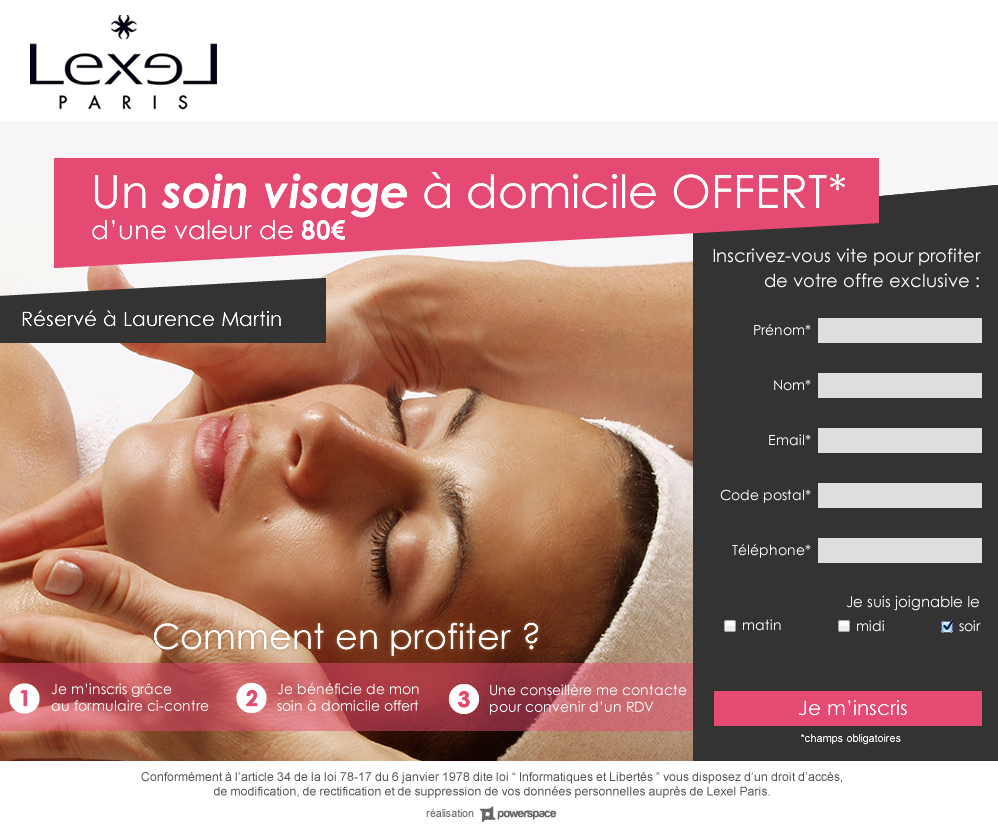 Lexel
PARIS
Un soin visage à domicile OFFERT*
d'une valeur de 80€
Réservé à Laurence Martin
Inscrivez-vous vite pour profiter
de votre offre exclusive :
Prénom*
Nom*
Email*
Code postal*
Téléphone*
Je suis joignable le
matin midi soir
Je m'inscris
*champs obligatoires
Comment en profiter ?
1 Je m'inscris grâce
au formulaire ci-contre
2 Je bénéficie de mon
soin à domicile offert
3 Une conseillère me contacte
pour convenir d'un RDV
Conformément à l'article 34 de la loi 78-17 du 6 janvier 1978 dite loi “ Informatiques et Libertés ” vous disposez d'un droit d'accès,
de modification, de rectification et de suppression de vos données personnelles auprès de Lexel Paris.
réalisation powerspace